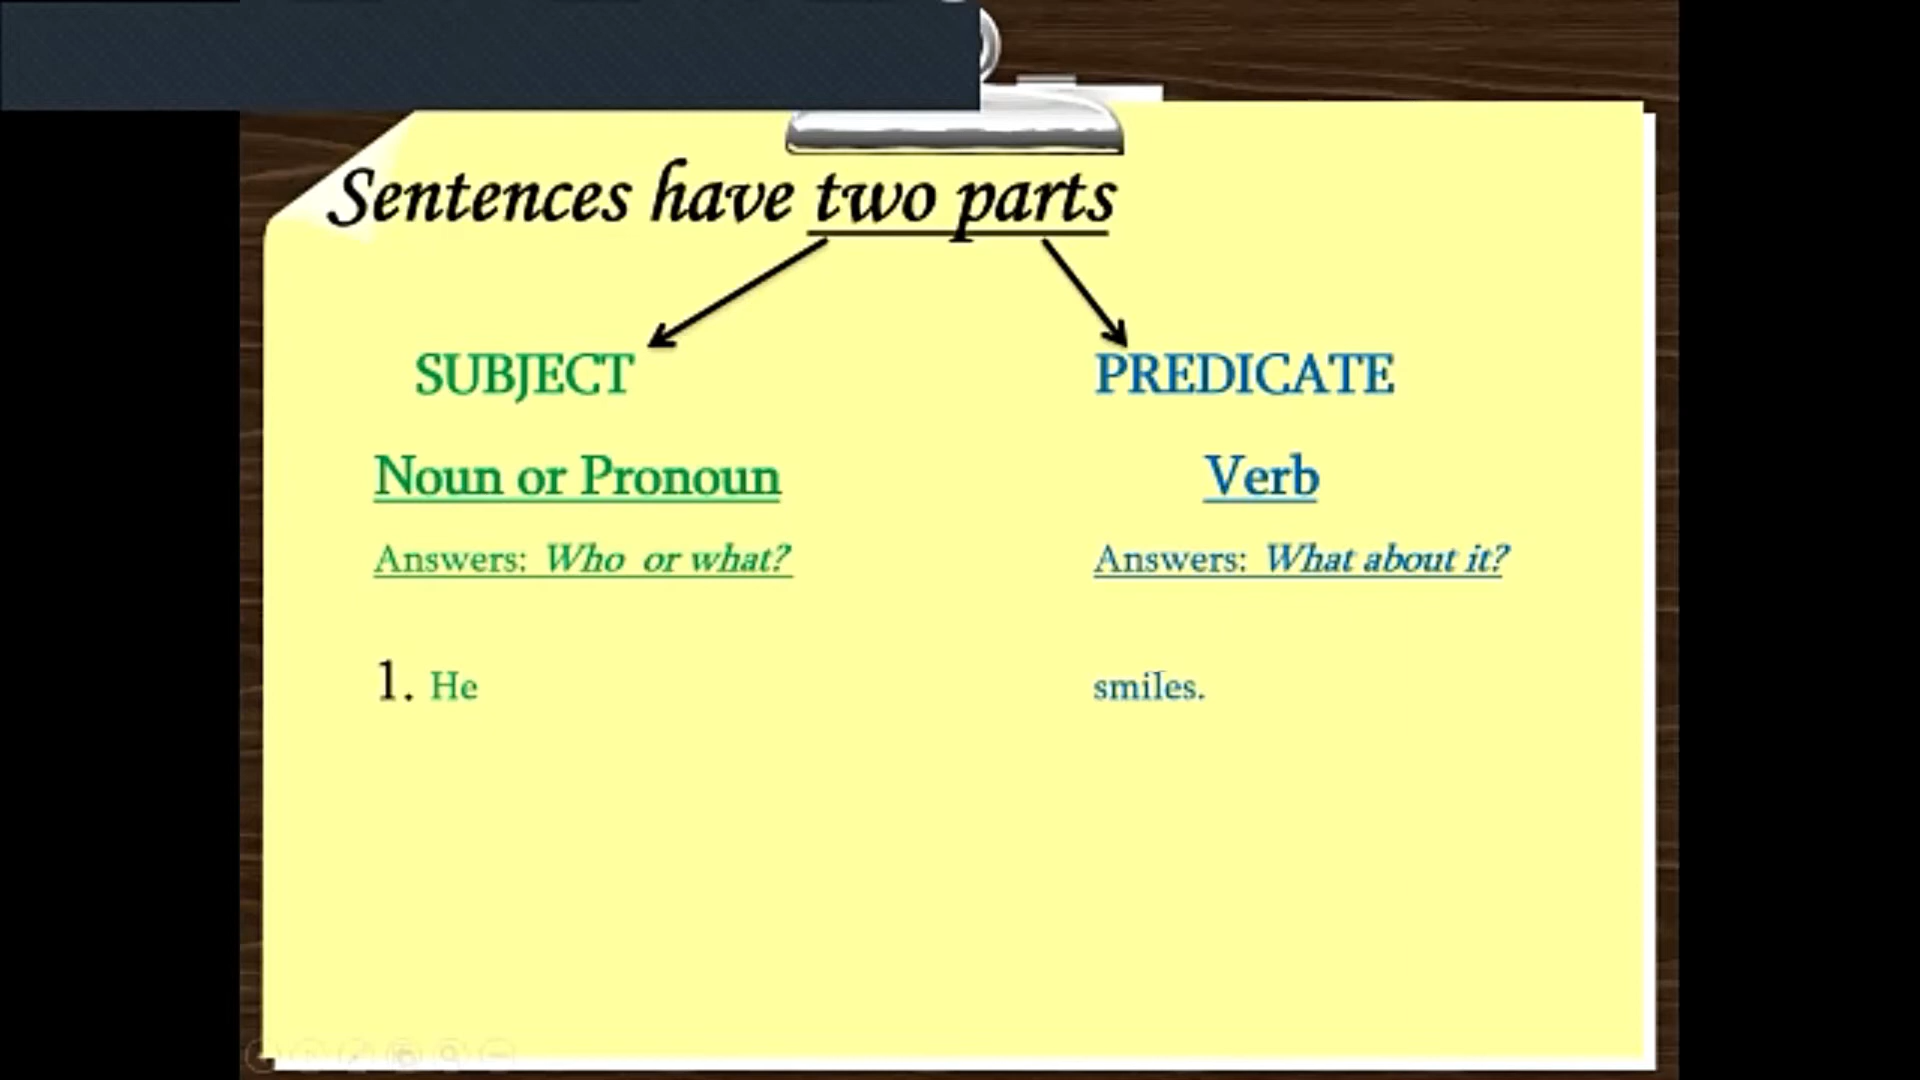 Sentences have two parts
SUBJECT
PREDICATE
Noun or Pronoun
Verb
Answers: Who or what?
Answers: What about it?
1. He
smiles.